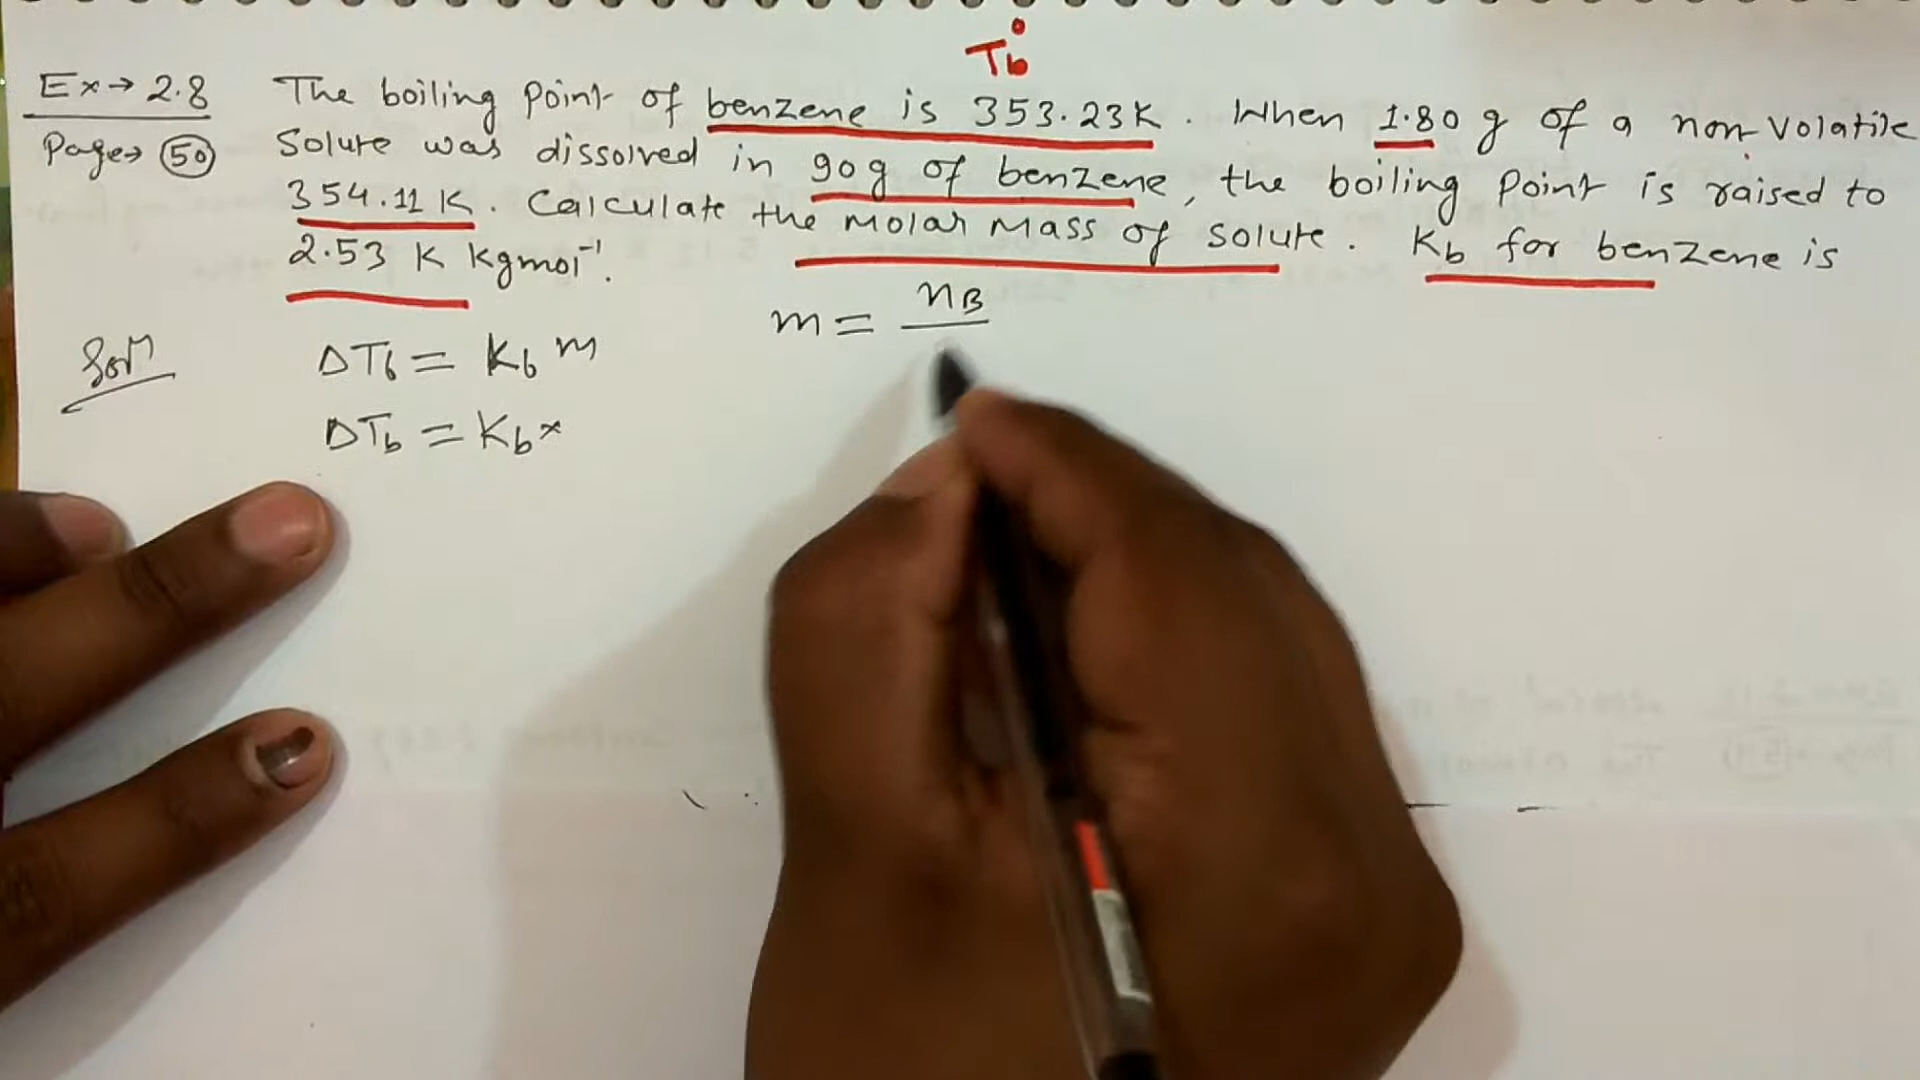 T°b
Ex→ 2.8 The boiling point of benzene is 353.23K. When 1.80 g of a non-volatile
Page→ 50 Solute was dissolved in 90g of benzene, the boiling Point is raised to
354.11 K. Calculate the molar mass of solute. Kb for benzene is
2.53 K Kgmol⁻¹.
m = nB
Solⁿ ΔTb = Kb m
ΔTb = Kb ×